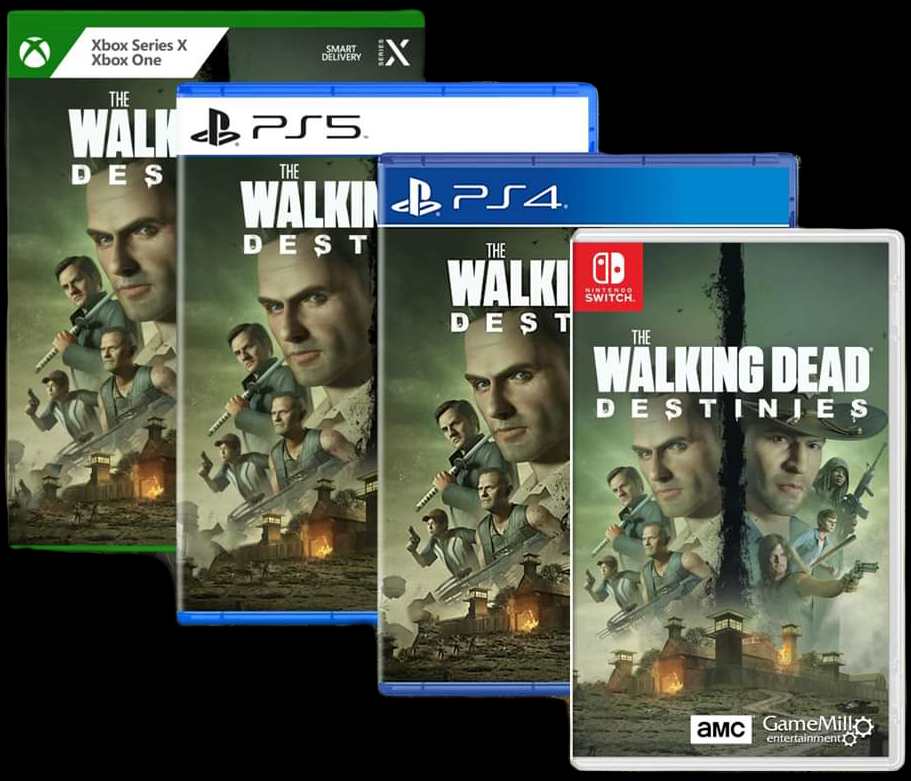 Xbox Series X
Xbox One
SMART
DELIVERY
SERIES X
THE
WALK
DES
PS5
THE
WALKIN
DEST
PS4
THE
WALKI
DEST
NINTENDO
SWITCH
THE
WALKING DEAD
DESTINIES
aMC
GameMill
entertainment